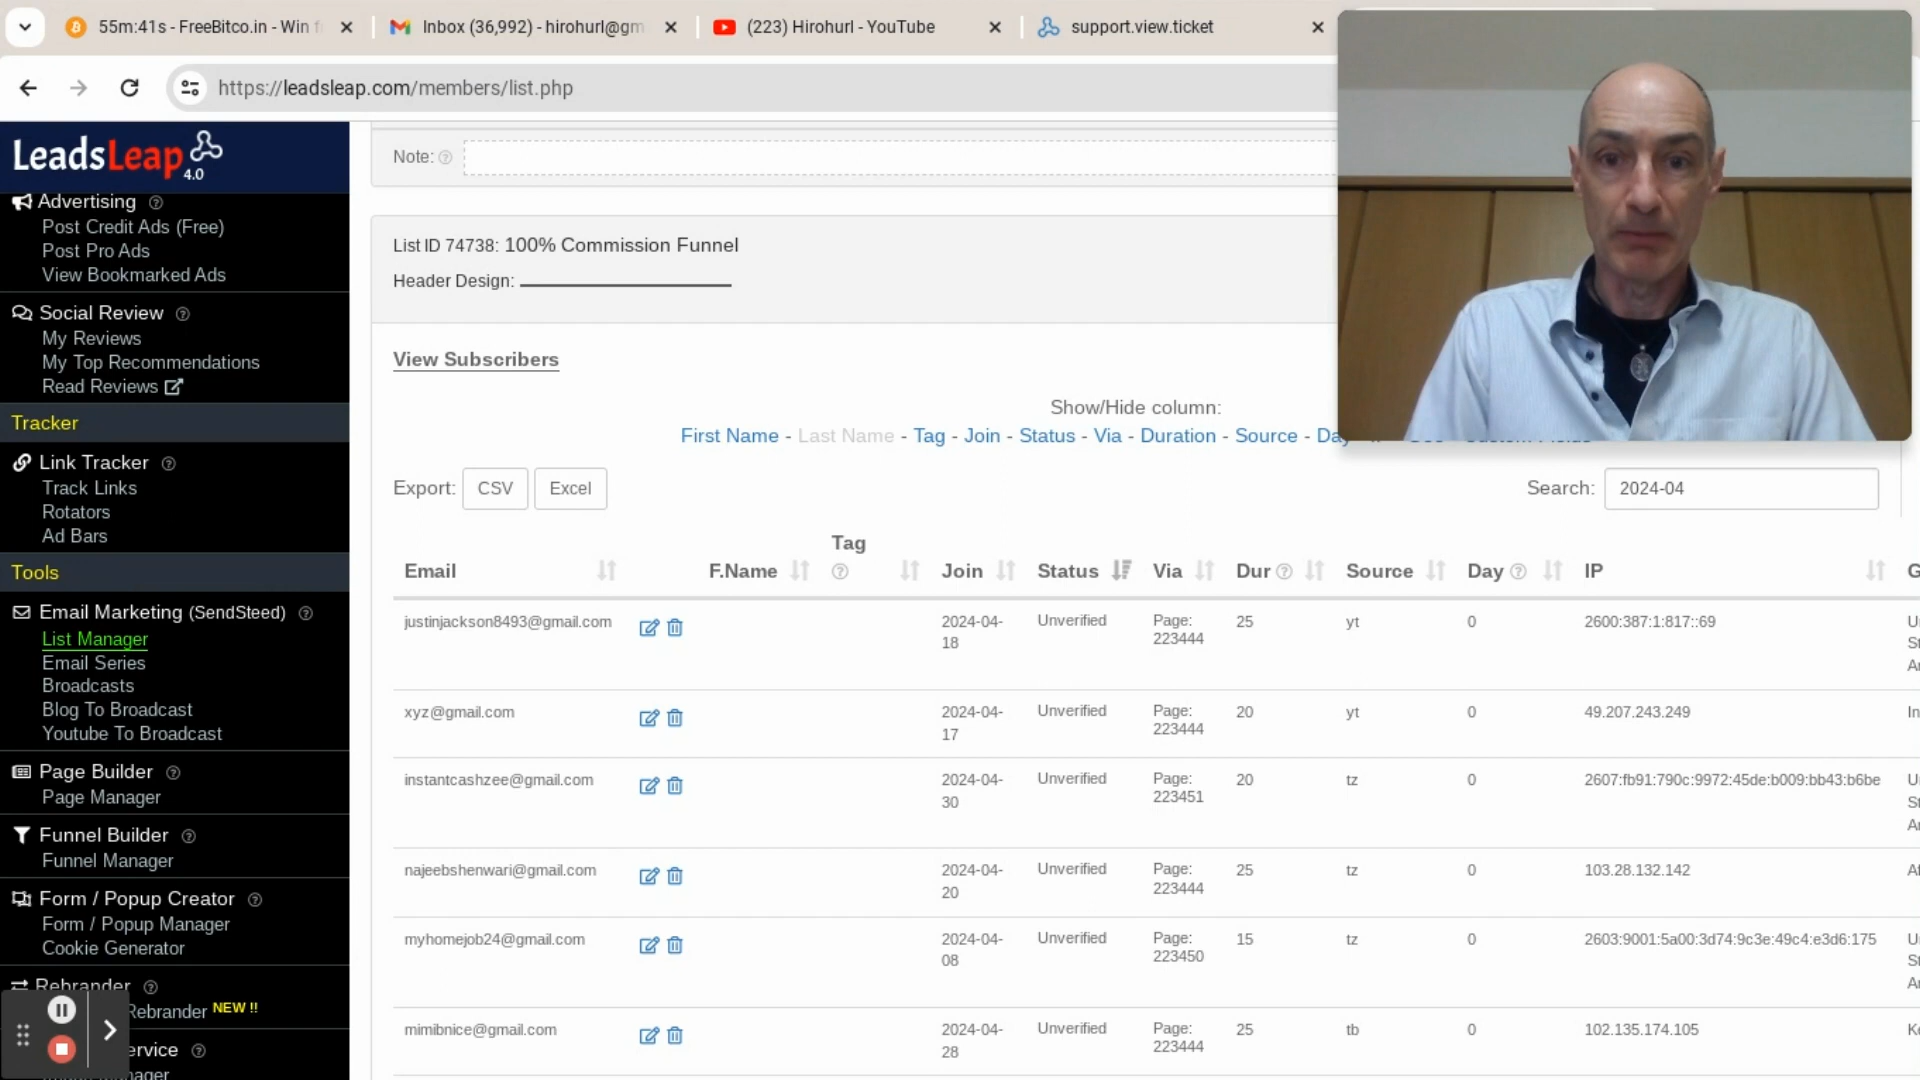 55m:41s - FreeBitco.in - Win f
Inbox (36,992) - hirohurl@gm
(223) Hirohurl - YouTube
support.view.ticket
https://leadsleap.com/members/list.php
LeadsLeap
4.0
Advertising
Post Credit Ads (Free)
Post Pro Ads
View Bookmarked Ads
Social Review
My Reviews
My Top Recommendations
Read Reviews
Tracker
Link Tracker
Track Links
Rotators
Ad Bars
Tools
Email Marketing (SendSteed)
List Manager
Email Series
Broadcasts
Blog To Broadcast
Youtube To Broadcast
Page Builder
Page Manager
Funnel Builder
Funnel Manager
Form / Popup Creator
Form / Popup Manager
Cookie Generator
Rebrander
Rebrander NEW !!
ervice
Note:
List ID 74738: 100% Commission Funnel
Header Design:
View Subscribers
Show/Hide column:
First Name - Last Name - Tag - Join - Status - Via - Duration - Source - Day
Export: CSV Excel
Search: 2024-04
Email F.Name Tag Join Status Via Dur Source Day IP G
justinjackson8493@gmail.com 2024-04- Unverified Page: 25 yt 0 2600:387:1:817::69 U
18 223444 St
A
xyz@gmail.com 2024-04- Unverified Page: 20 yt 0 49.207.243.249 In
17 223444
instantcashzee@gmail.com 2024-04- Unverified Page: 20 tz 0 2607:fb91:790c:9972:45de:b009:bb43:b6be U
30 223451 St
A
najeebshenwari@gmail.com 2024-04- Unverified Page: 25 tz 0 103.28.132.142 Af
20 223444
myhomejob24@gmail.com 2024-04- Unverified Page: 15 tz 0 2603:9001:5a00:3d74:9c3e:49c4:e3d6:175 U
08 223450 St
A
mimibnice@gmail.com 2024-04- Unverified Page: 25 tb 0 102.135.174.105 Ke
28 223444